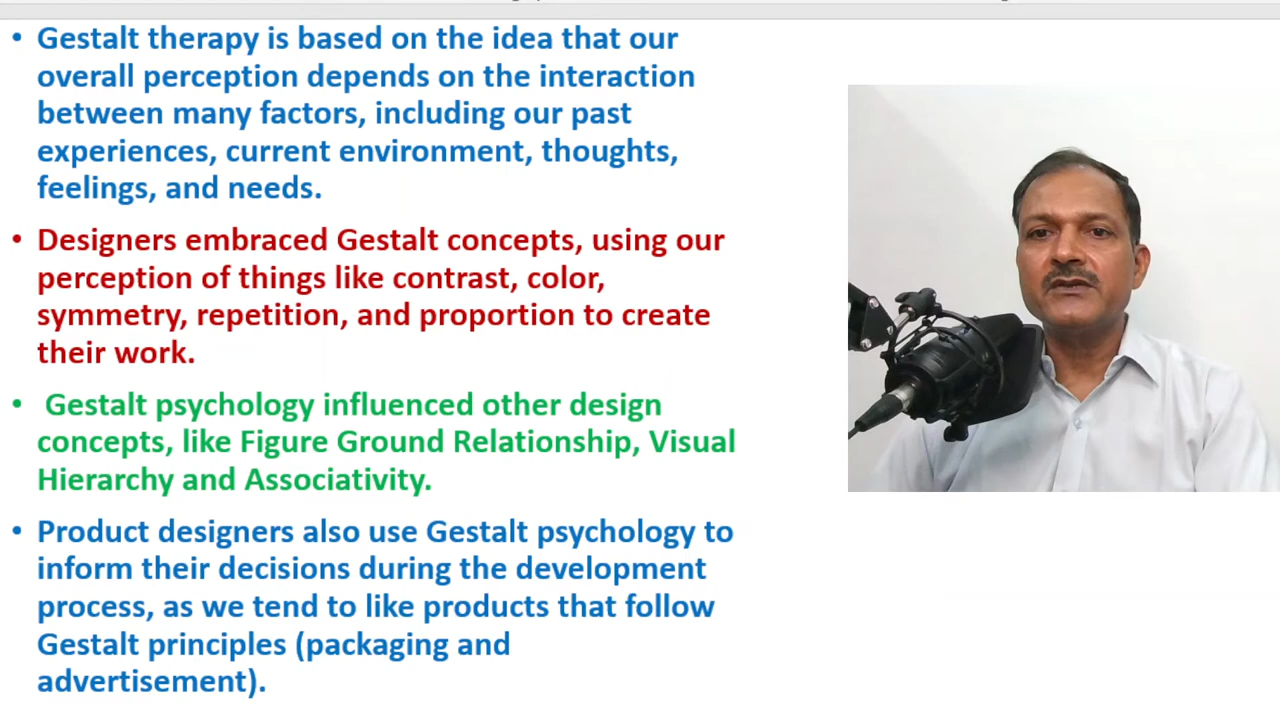 • Gestalt therapy is based on the idea that our
overall perception depends on the interaction
between many factors, including our past
experiences, current environment, thoughts,
feelings, and needs.
• Designers embraced Gestalt concepts, using our
perception of things like contrast, color,
symmetry, repetition, and proportion to create
their work.
• Gestalt psychology influenced other design
concepts, like Figure Ground Relationship, Visual
Hierarchy and Associativity.
• Product designers also use Gestalt psychology to
inform their decisions during the development
process, as we tend to like products that follow
Gestalt principles (packaging and
advertisement).